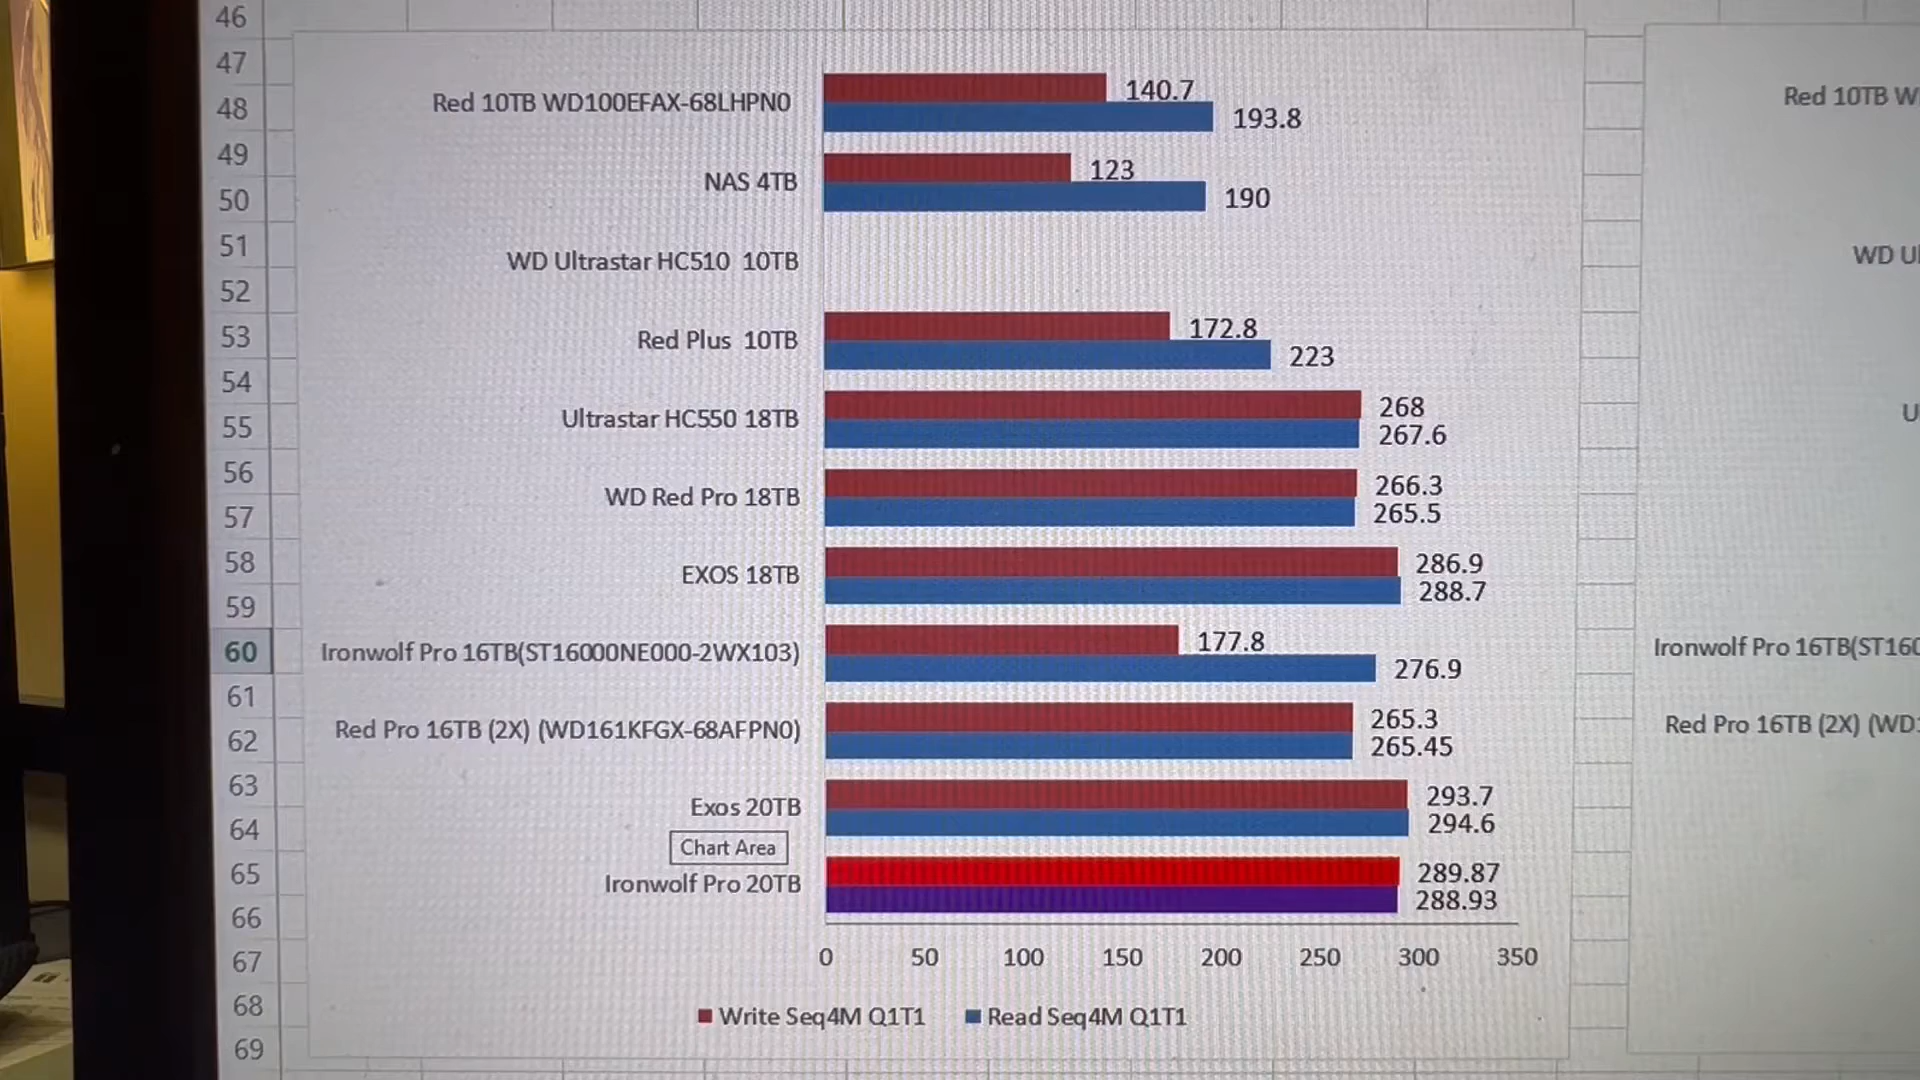 46
47
48
49
50
51
52
53
54
55
56
57
58
59
60
61
62
63
64
65
66
67
68
69
Red 10TB WD100EFAX-68LHPN0
140.7
193.8
NAS 4TB
123
190
WD Ultrastar HC510 10TB
Red Plus 10TB
172.8
223
Ultrastar HC550 18TB
268
267.6
WD Red Pro 18TB
266.3
265.5
EXOS 18TB
286.9
288.7
Ironwolf Pro 16TB(ST16000NE000-2WX103)
177.8
276.9
Red Pro 16TB (2X) (WD161KFGX-68AFPN0)
265.3
265.45
Exos 20TB
293.7
294.6
Chart Area
Ironwolf Pro 20TB
289.87
288.93
0 50 100 150 200 250 300 350
Write Seq4M Q1T1 Read Seq4M Q1T1
Red 10TB W
WD Ul
U
Ironwolf Pro 16TB(ST160
Red Pro 16TB (2X) (WD1